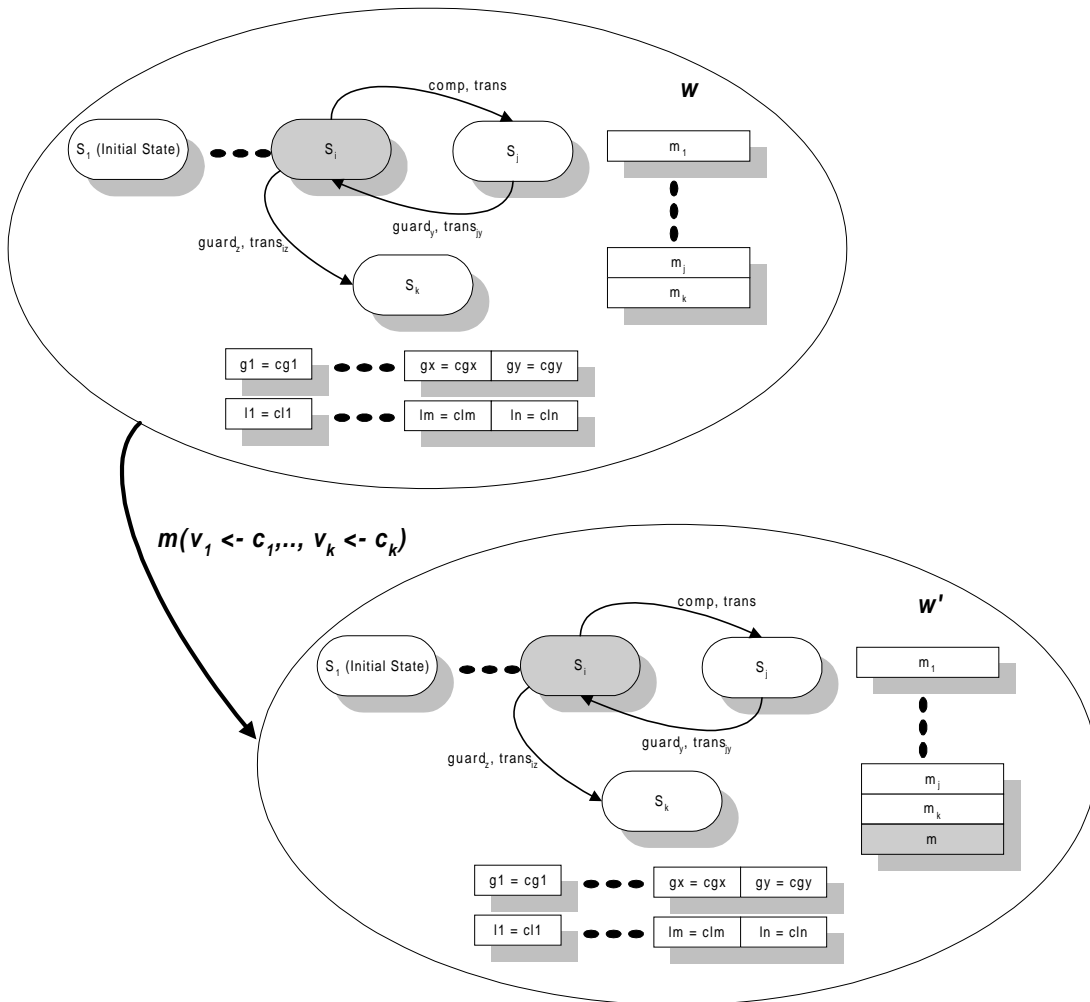 comp, trans
w
S1 (Initial State)
Si
Sj
m1
guardz, transiz
guardy, transjy
mj
Sk
mk
g1 = cg1
gx = cgx
gy = cgy
l1 = cl1
lm = clm
ln = cln
m(v1 <- c1,.., vk <- ck)
comp, trans
w'
S1 (Initial State)
Si
Sj
m1
guardy, transjy
guardz, transiz
mj
Sk
mk
m
g1 = cg1
gx = cgx
gy = cgy
l1 = cl1
lm = clm
ln = cln